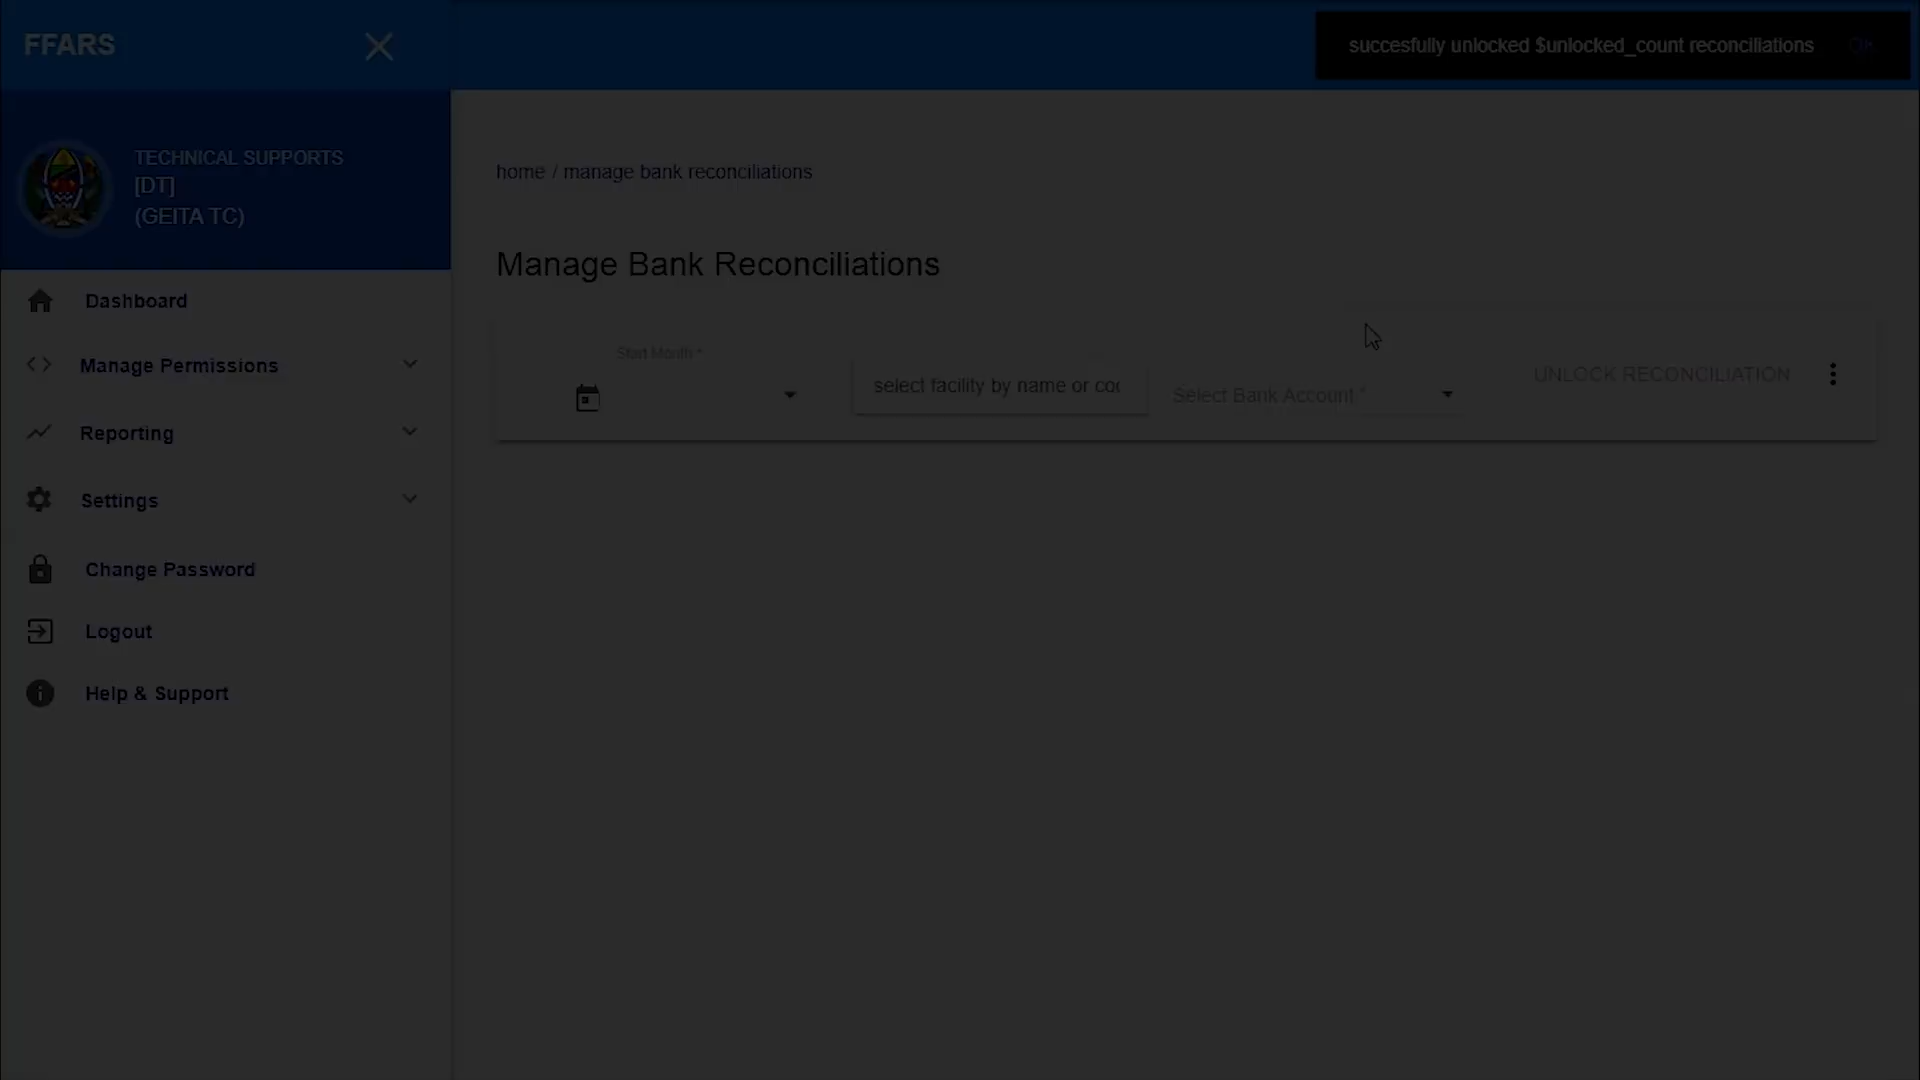 FFARS
succesfully unlocked $unlocked_count reconciliations OK
TECHNICAL SUPPORTS
[DT]
(GEITA TC)
home / manage bank reconciliations
Manage Bank Reconciliations
Dashboard
Manage Permissions
Reporting
Settings
Change Password
Logout
Help & Support
Start Month *
select facility by name or cod
Select Bank Account *
UNLOCK RECONCILIATION